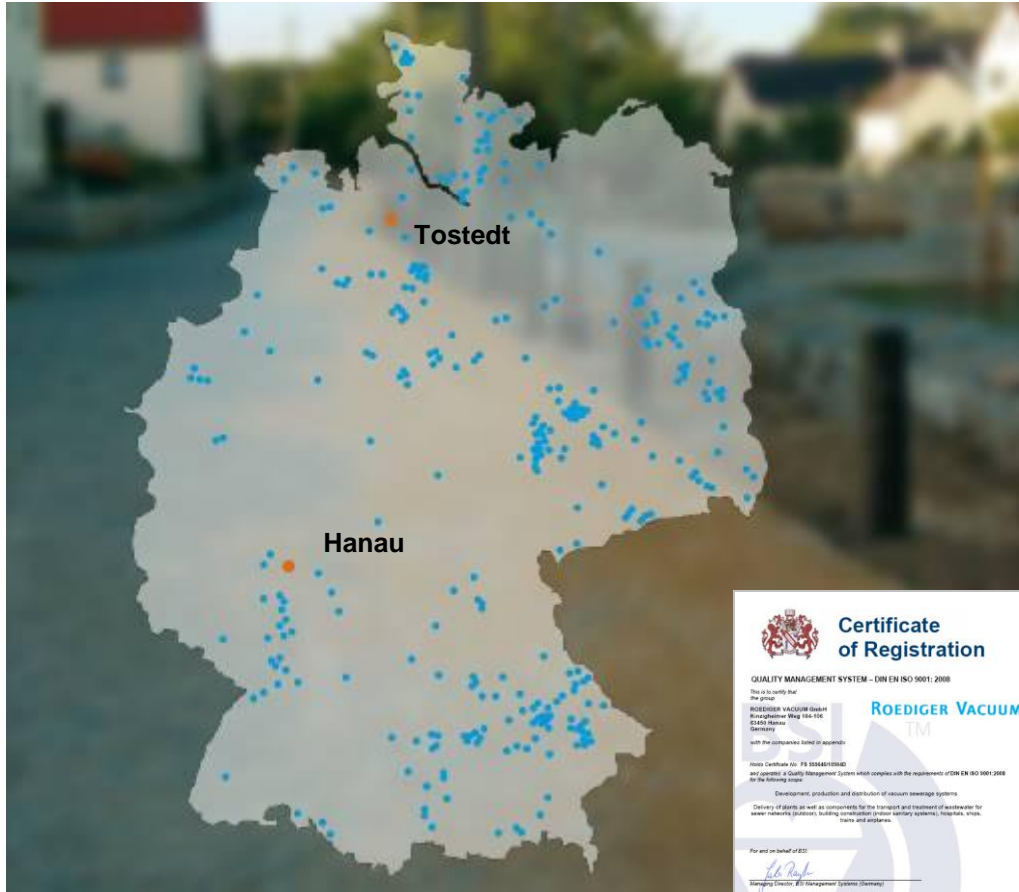 Tostedt
Hanau
Certificate
of Registration
QUALITY MANAGEMENT SYSTEM – DIN EN ISO 9001: 2008
This is to certify that
the group
ROEDIGER VACUUM GmbH
Kinzigheimer Weg 104-106
63450 Hanau
Germany
ROEDIGER VACUUM
TM
BSI
with the companies listed in appendix
Holds Certificate No:
and operates a Quality Management System which complies with the requirements of DIN EN ISO 9001:2008
for the following scope:
Development, production and distribution of vacuum sewerage systems.
Delivery of plants as well as components for the transport and treatment of wastewater for
sewer networks (outdoor), building construction (indoor sanitary systems), hospitals, ships,
trains and airplanes.
For and on behalf of BSI:
Managing Director, BSI Management Systems (Germany)